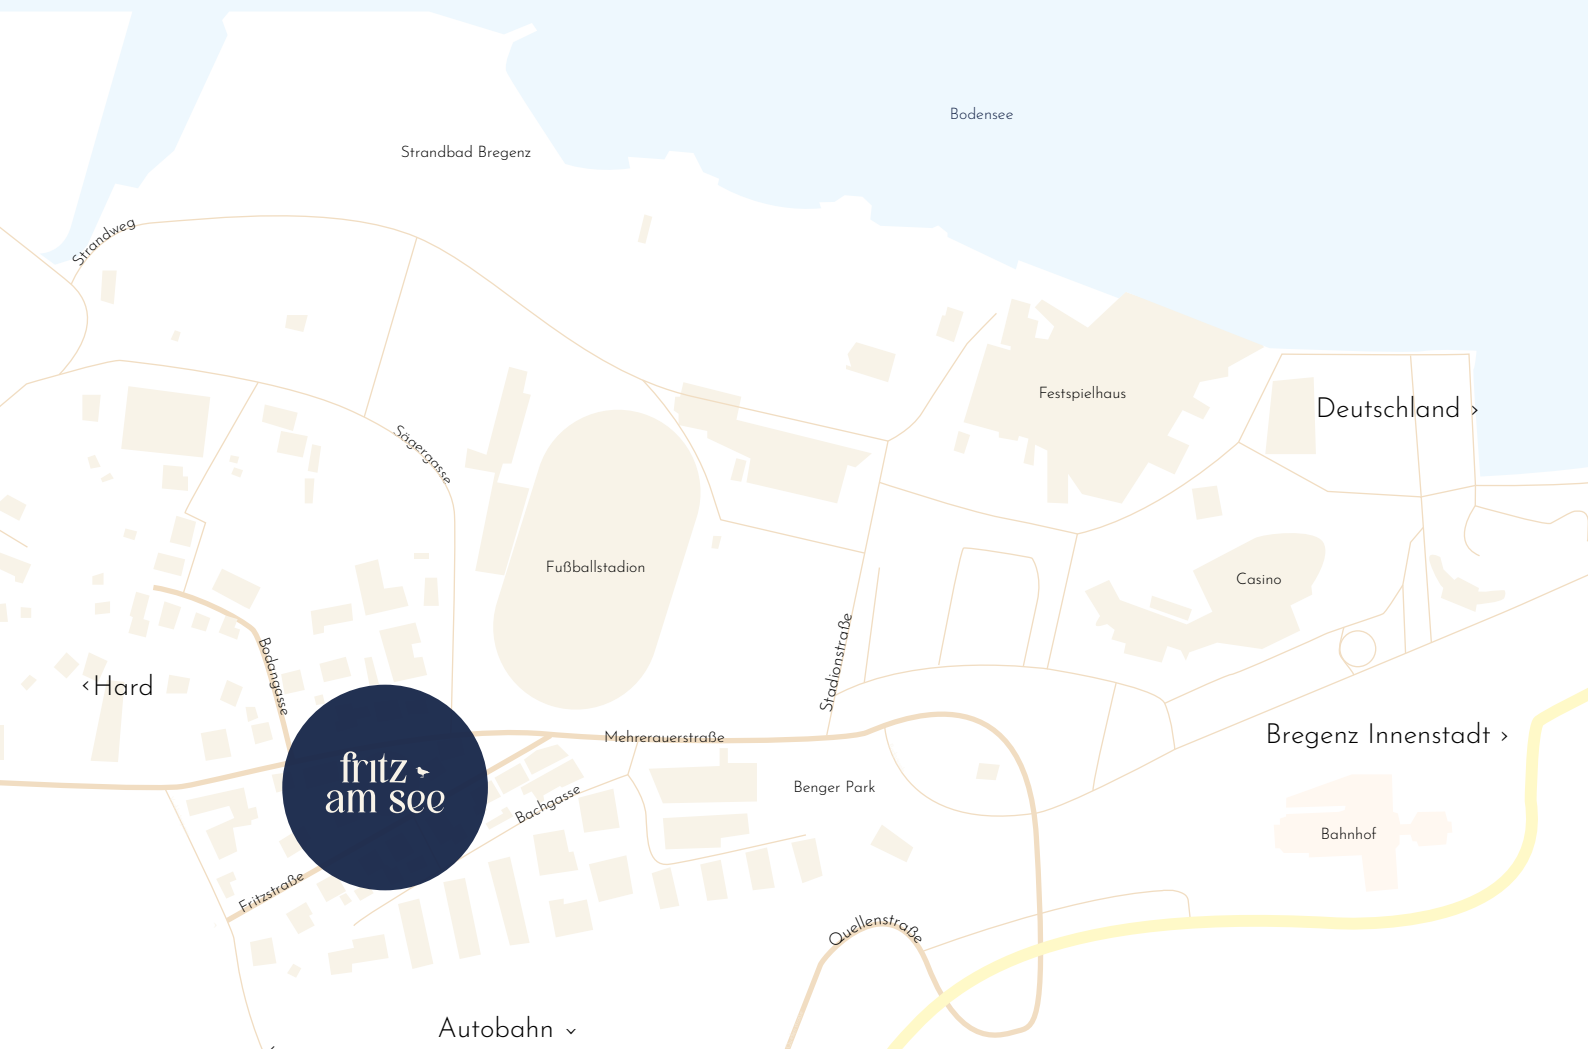 Bodensee
Strandbad Bregenz
Strandweg
Festspielhaus
Deutschland ›
Sägergasse
Fußballstadion
Casino
Stadionstraße
Bodangasse
‹ Hard
Mehrerauerstraße
Bregenz Innenstadt ›
fritz
am see
Benger Park
Bachgasse
Bahnhof
Fritzstraße
Quellenstraße
Autobahn ⌄